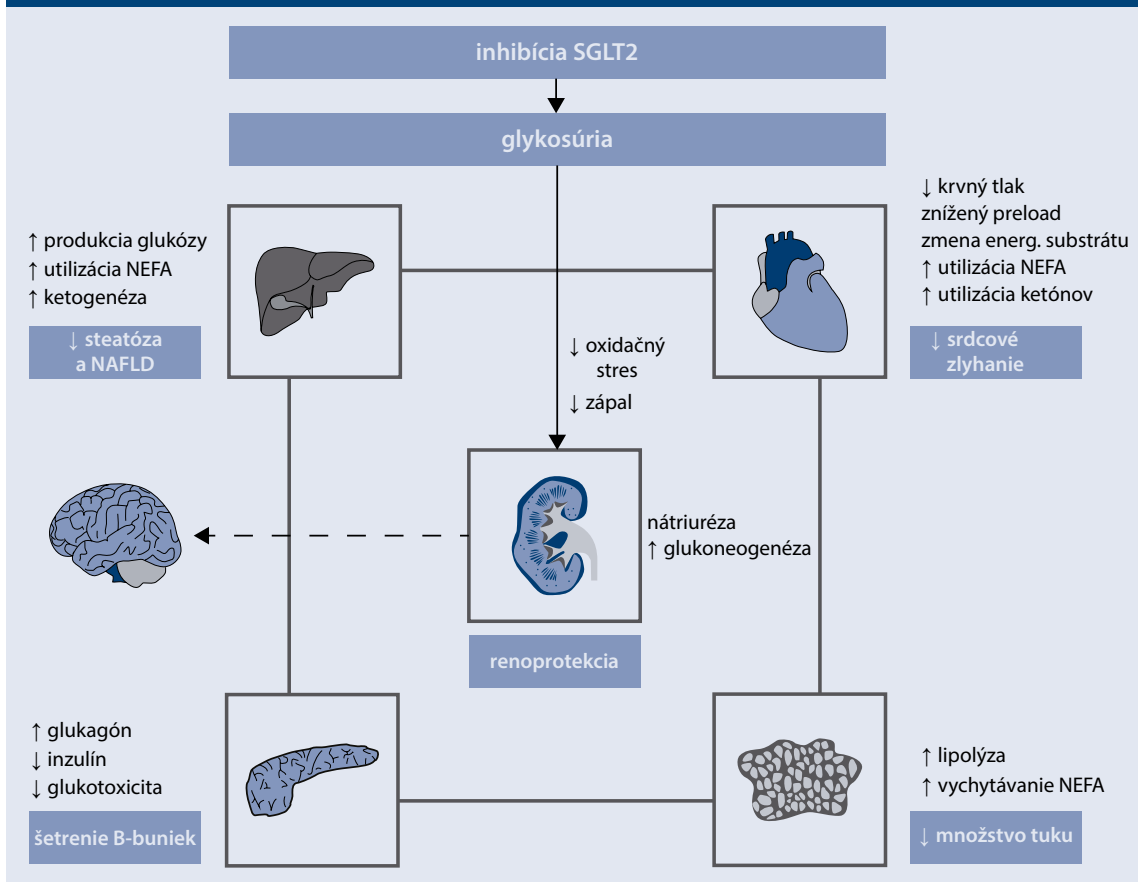 inhibícia SGLT2
glykosúria
↑ produkcia glukózy
↑ utilizácia NEFA
↑ ketogenéza
↓ steatóza
a NAFLD
↓ krvný tlak
znížený preload
zmena energ. substrátu
↑ utilizácia NEFA
↑ utilizácia ketónov
↓ srdcové
zlyhanie
↓ oxidačný
stres
↓ zápal
nátriuréza
↑ glukoneogenéza
renoprotekcia
↑ glukagón
↓ inzulín
↓ glukotoxicita
šetrenie B-buniek
↑ lipolýza
↑ vychytávanie NEFA
↓ množstvo tuku